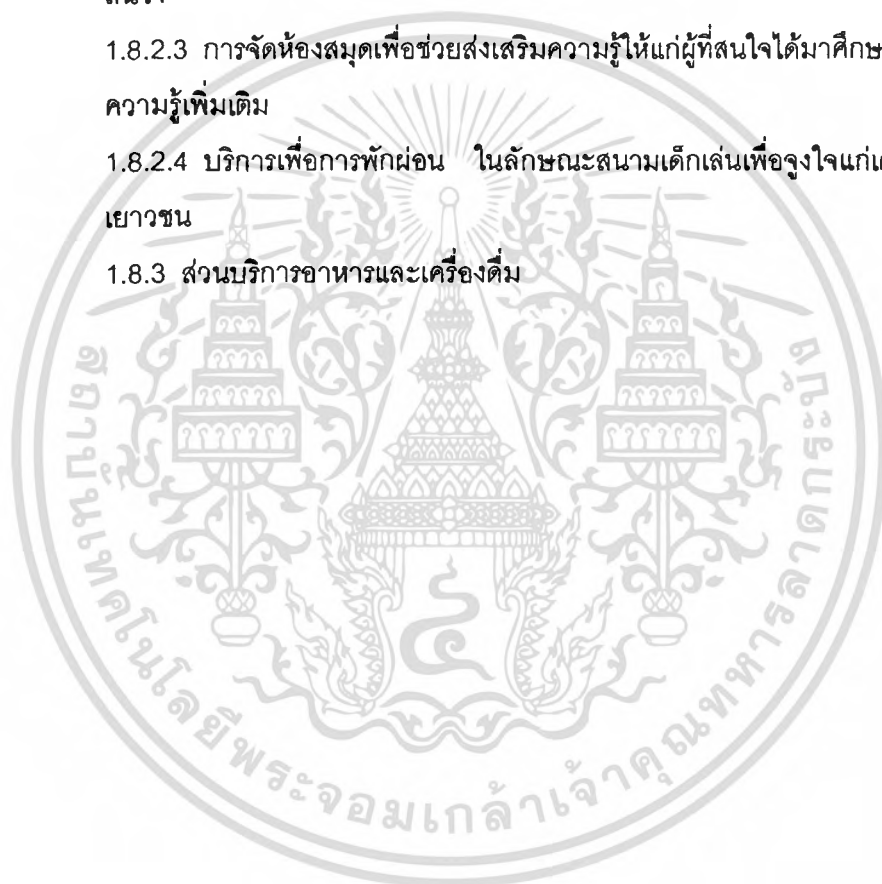 1.8.2.3 การจัดห้องสมุดเพื่อช่วยส่งเสริมความรู้ให้แก่ผู้ที่สนใจได้มาศึกษ
ความรู้เพิ่มเติม
1.8.2.4 บริการเพื่อการพักผ่อน ในลักษณะสนามเด็กเล่นเพื่อจูงใจแก่เ
เยาวชน
1.8.3 ส่วนบริการอาหารและเครื่องดื่ม
สถาบันเทคโนโลยีพระจอมเกล้าเจ้าคุณทหารลาดกระบัง